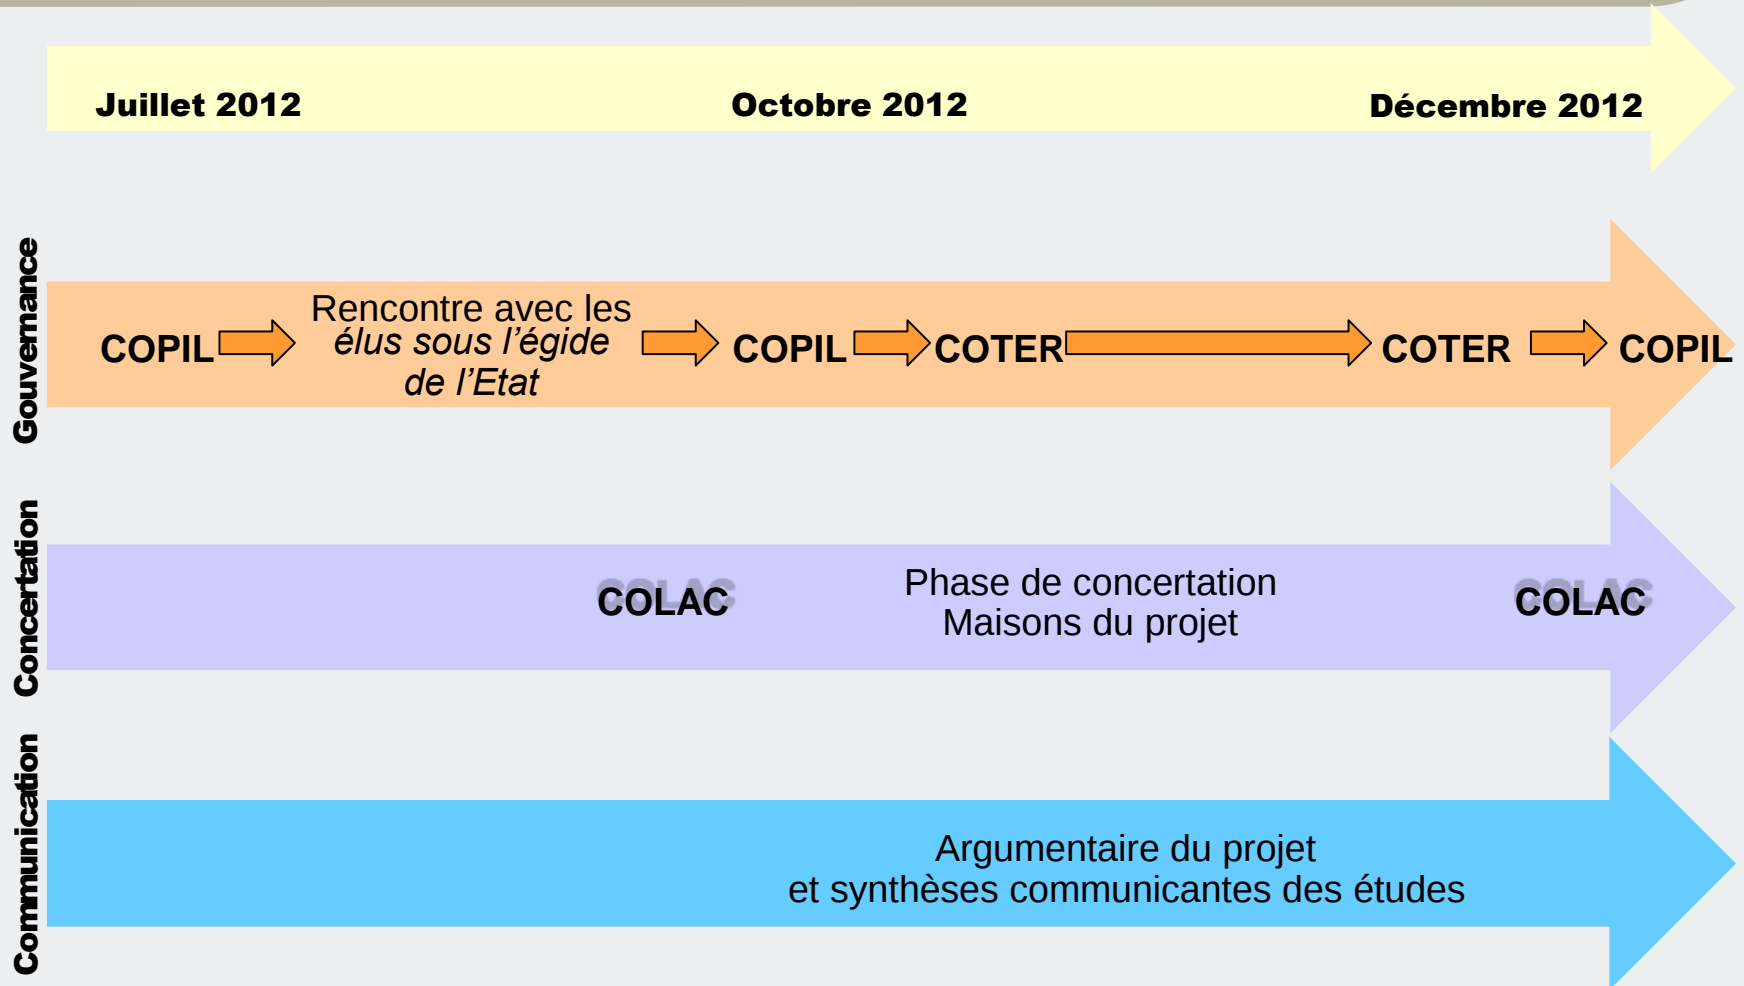 Juillet 2012 Octobre 2012 Décembre 2012
Gouvernance
Rencontre avec les
élus sous l'égide
de l'Etat
COPIL COPIL COTER COTER COPIL
Concertation
COLAC
Phase de concertation
Maisons du projet
COLAC
Communication
Argumentaire du projet
et synthèses communicantes des études